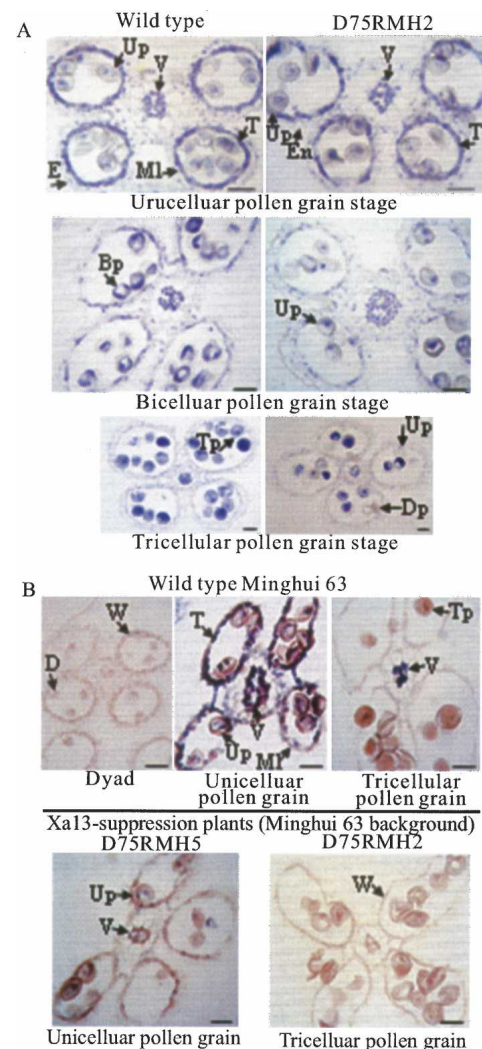 A
Wild type D75RMH2
Up V V
T T
Up En
E Ml
Urucelluar pollen grain stage
Bp Up
Bicelluar pollen grain stage
Tp Up
Dp
Tricellular pollen grain stage
B
Wild type Minghui 63
W T Tp
D V
V
Up Ml
Dyad Unicelluar pollen grain Tricellular pollen grain
Xa13-suppression plants (Minghui 63 background)
D75RMH5 D75RMH2
Up W
V
Unicelluar pollen grain Tricelluar pollen grain